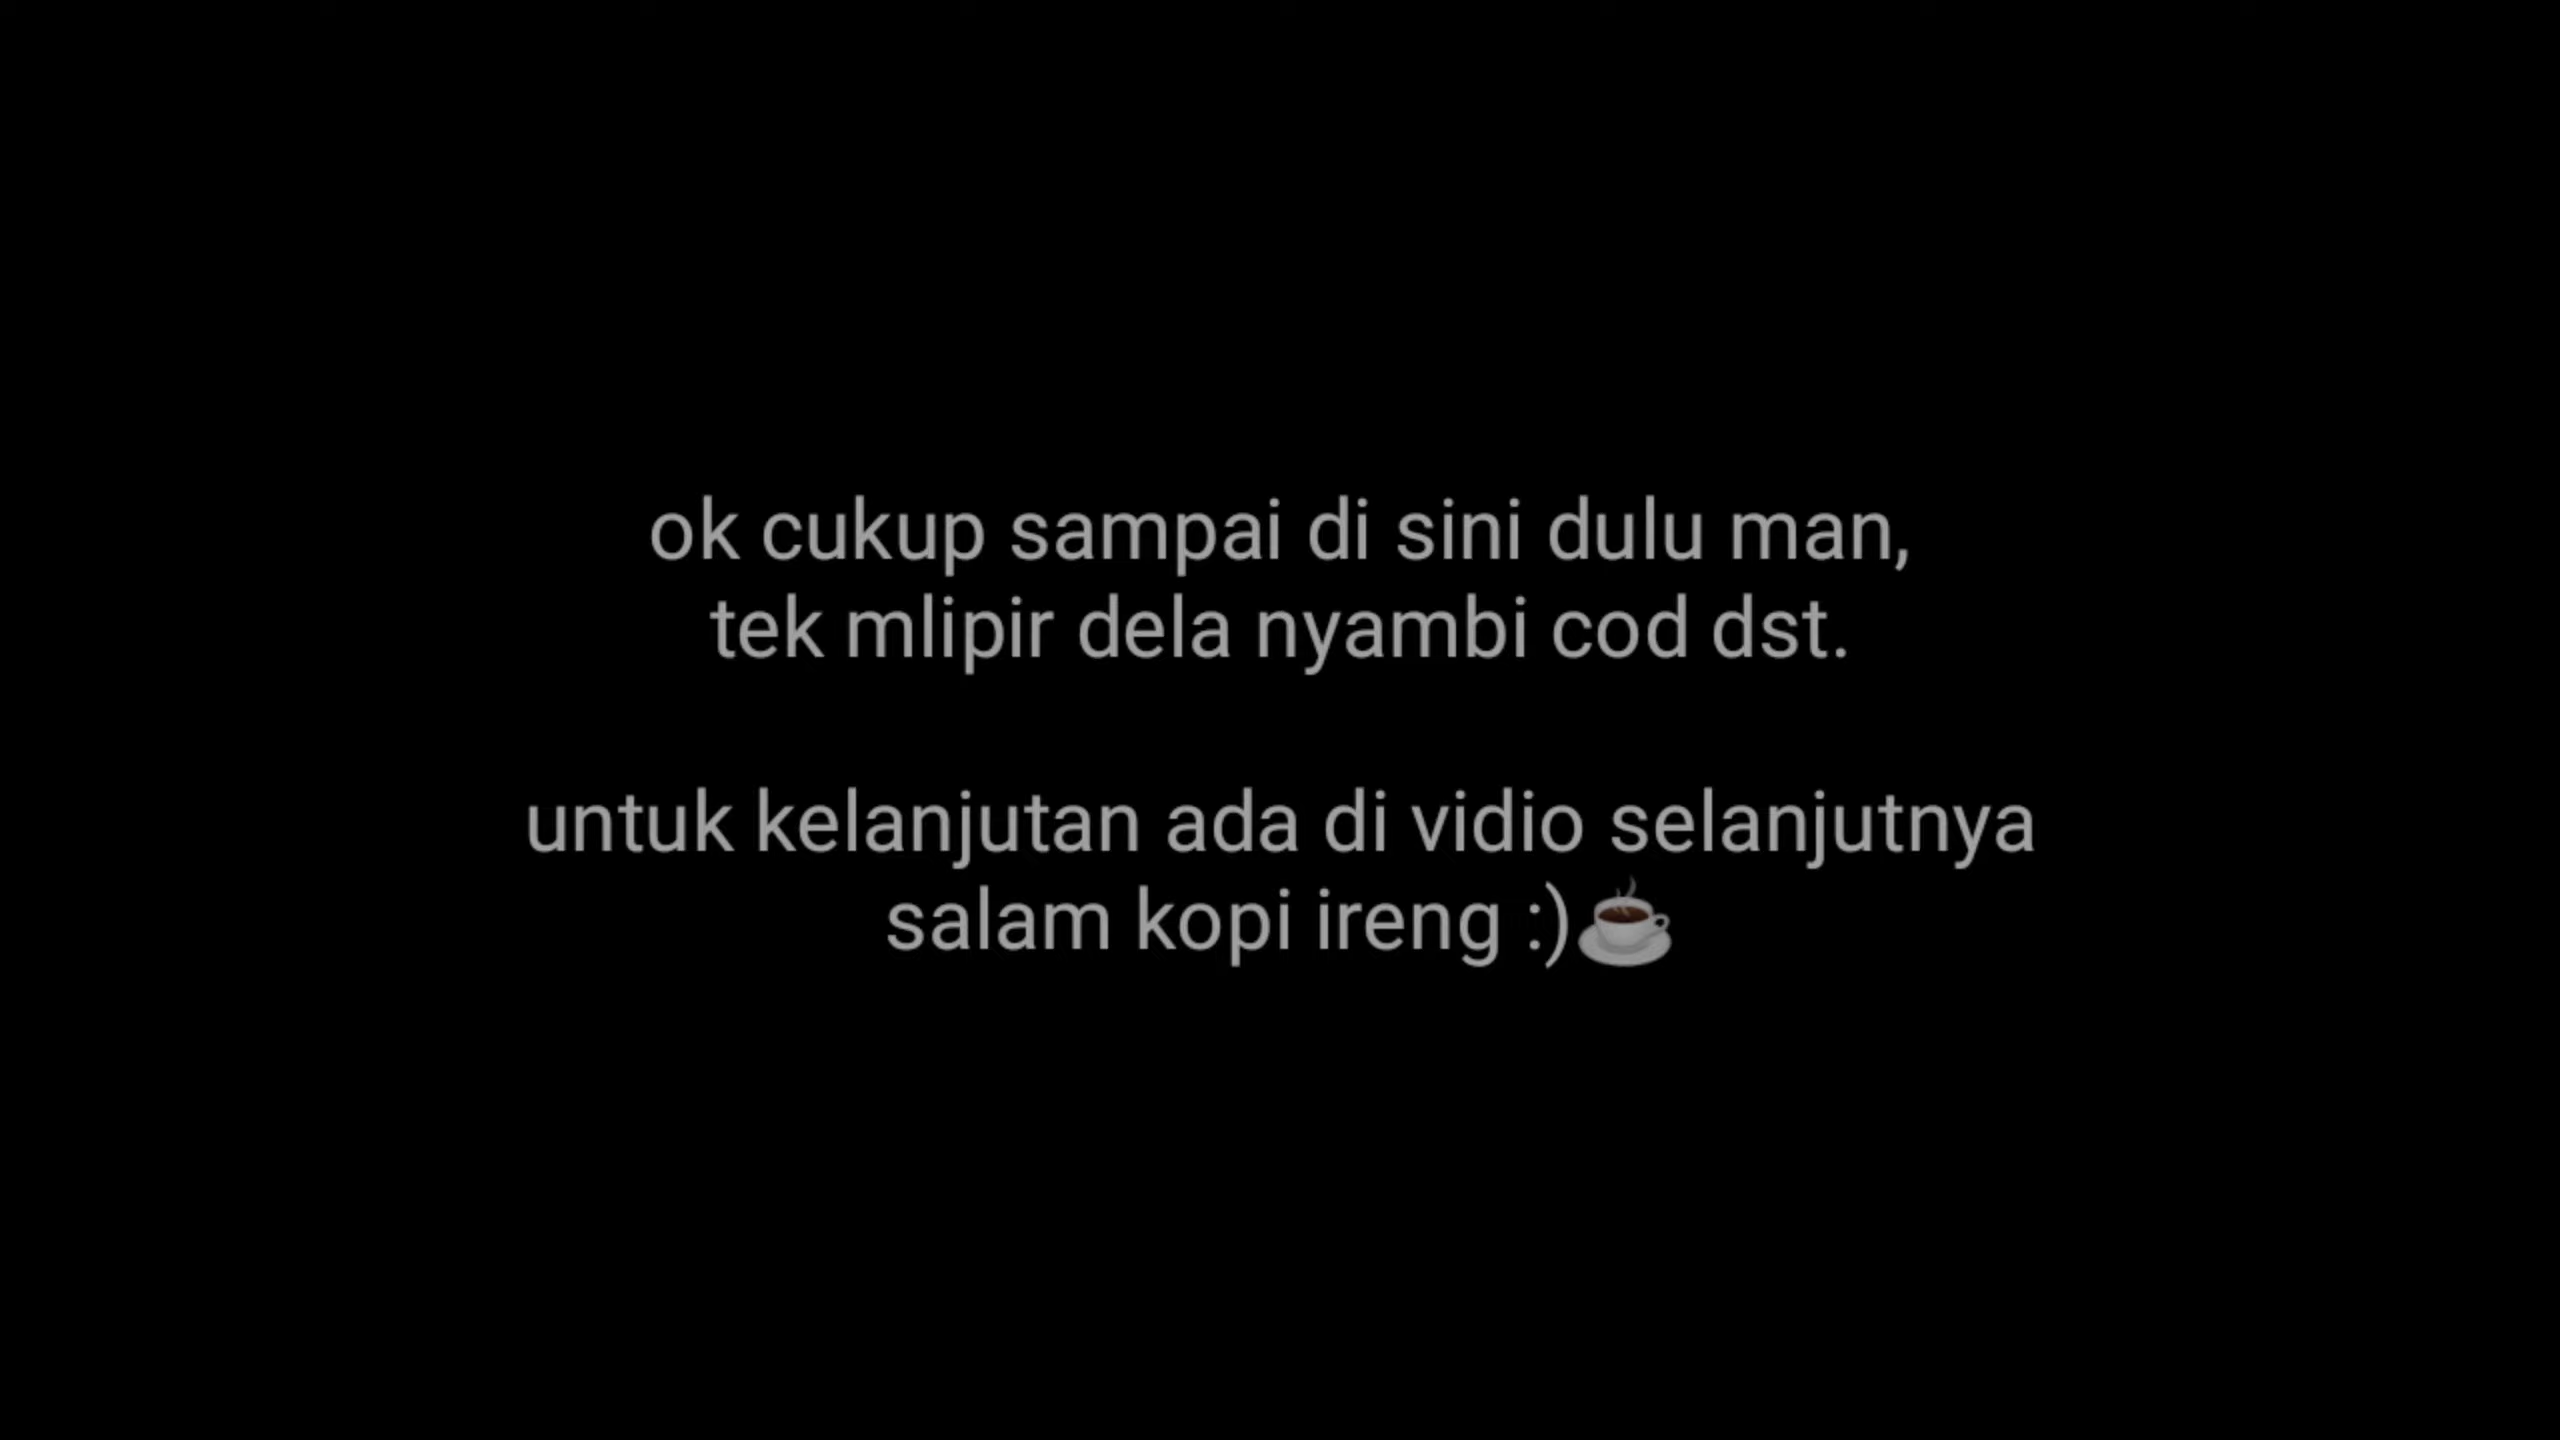 ok cukup sampai di sini dulu man,
tek mlipir dela nyambi cod dst.
untuk kelanjutan ada di vidio selanjutnya
salam kopi ireng :)☕